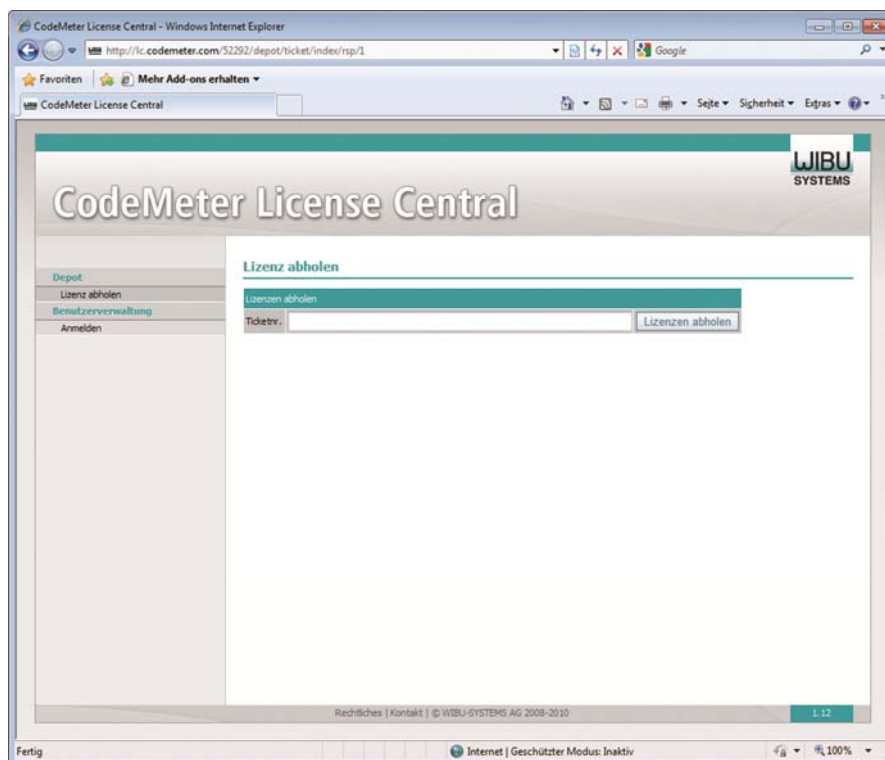 CodeMeter License Central - Windows Internet Explorer
http://lc.codemeter.com/52292/depot/ticket/index/rsp/1
Google
Favoriten
Mehr Add-ons erhalten
CodeMeter License Central
Seite
Sicherheit
Extras
WIBU
SYSTEMS
CodeMeter License Central
Depot
Lizenz abholen
Benutzerverwaltung
Anmelden
Lizenz abholen
Lizenzen abholen
Ticketnr.
Lizenzen abholen
Rechtliches | Kontakt | © WIBU-SYSTEMS AG 2008-2010
1.12
Fertig
Internet | Geschützter Modus: Inaktiv
100%